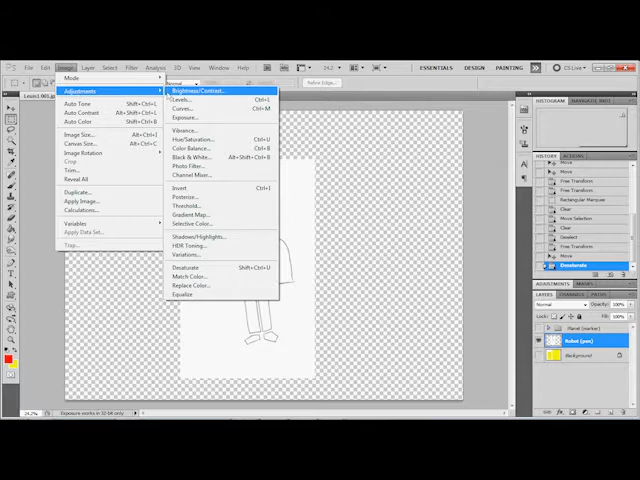 File Edit Image Layer Select Filter Analysis 3D View Window Help 24.2 ESSENTIALS DESIGN PAINTING CS Live
Normal Refine Edge...
Mode
Adjustments
Auto Tone Shift+Ctrl+L
Auto Contrast Alt+Shift+Ctrl+L
Auto Color Shift+Ctrl+B
Image Size... Alt+Ctrl+I
Canvas Size... Alt+Ctrl+C
Image Rotation
Crop
Trim...
Reveal All
Duplicate...
Apply Image...
Calculations...
Variables
Apply Data Set...
Trap...
Brightness/Contrast...
Levels... Ctrl+L
Curves... Ctrl+M
Exposure...
Vibrance...
Hue/Saturation... Ctrl+U
Color Balance... Ctrl+B
Black & White... Alt+Shift+Ctrl+B
Photo Filter...
Channel Mixer...
Invert Ctrl+I
Posterize...
Threshold...
Gradient Map...
Selective Color...
Shadows/Highlights...
HDR Toning...
Variations...
Desaturate Shift+Ctrl+U
Match Color...
Replace Color...
Equalize
HISTOGRAM NAVIGATOR
HISTORY ACTIONS
Move
Move
Free Transform
Free Transform
Rectangular Marquee
Clear
Move Selection
Clear
Deselect
Free Transform
Move
Desaturate
ADJUSTMENTS MASKS
LAYERS CHANNELS PATHS
Normal Opacity: 100%
Lock: Fill: 100%
Planet (marker)
Robot (pen)
Background
24.2% Exposure works in 32-bit only